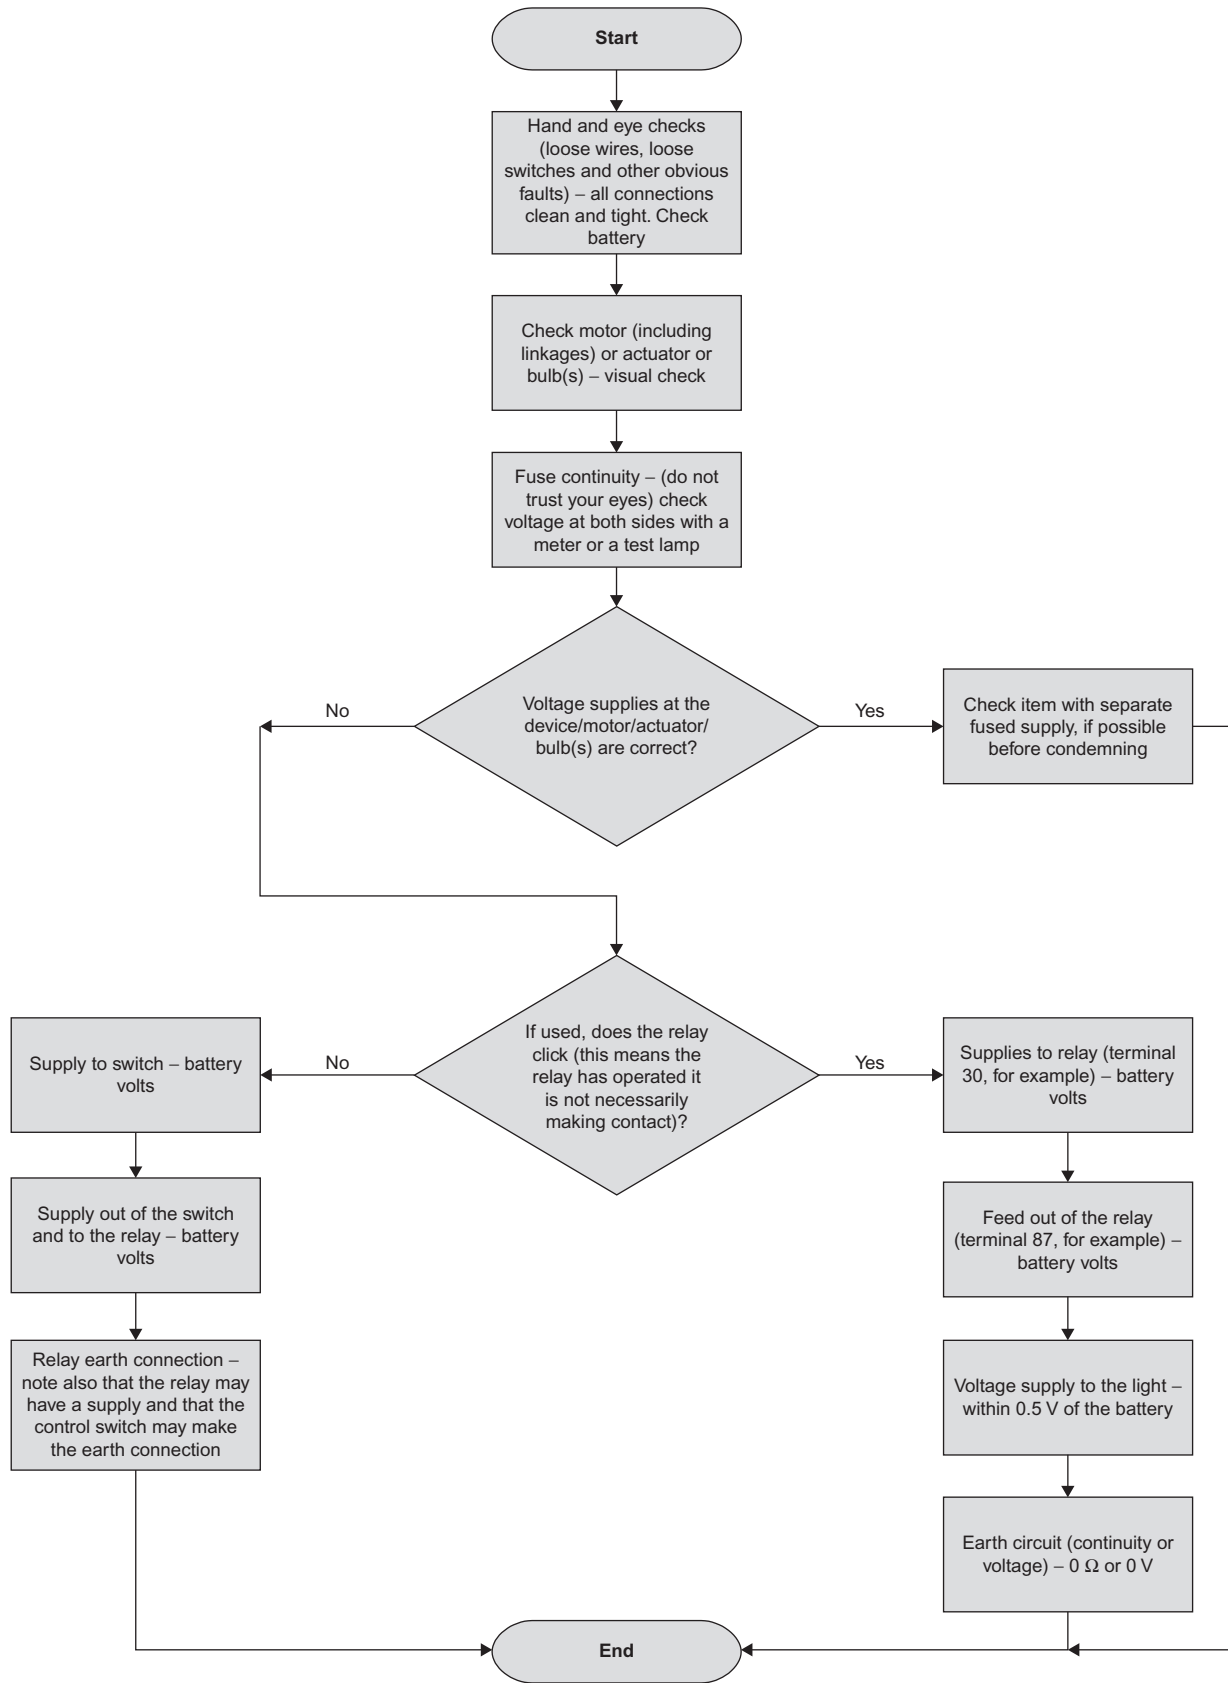 Start
Hand and eye checks
(loose wires, loose
switches and other obvious
faults) – all connections
clean and tight. Check
battery
Check motor (including
linkages) or actuator or
bulb(s) – visual check
Fuse continuity – (do not
trust your eyes) check
voltage at both sides with a
meter or a test lamp
No
Voltage supplies at the
device/motor/actuator/
bulb(s) are correct?
Yes
Check item with separate
fused supply, if possible
before condemning
Supply to switch – battery
volts
No
If used, does the relay
click (this means the
relay has operated it
is not necessarily
making contact)?
Yes
Supplies to relay (terminal
30, for example) – battery
volts
Supply out of the switch
and to the relay – battery
volts
Feed out of the relay
(terminal 87, for example) –
battery volts
Relay earth connection –
note also that the relay may
have a supply and that the
control switch may make
the earth connection
Voltage supply to the light –
within 0.5 V of the battery
Earth circuit (continuity or
voltage) – 0 Ω or 0 V
End